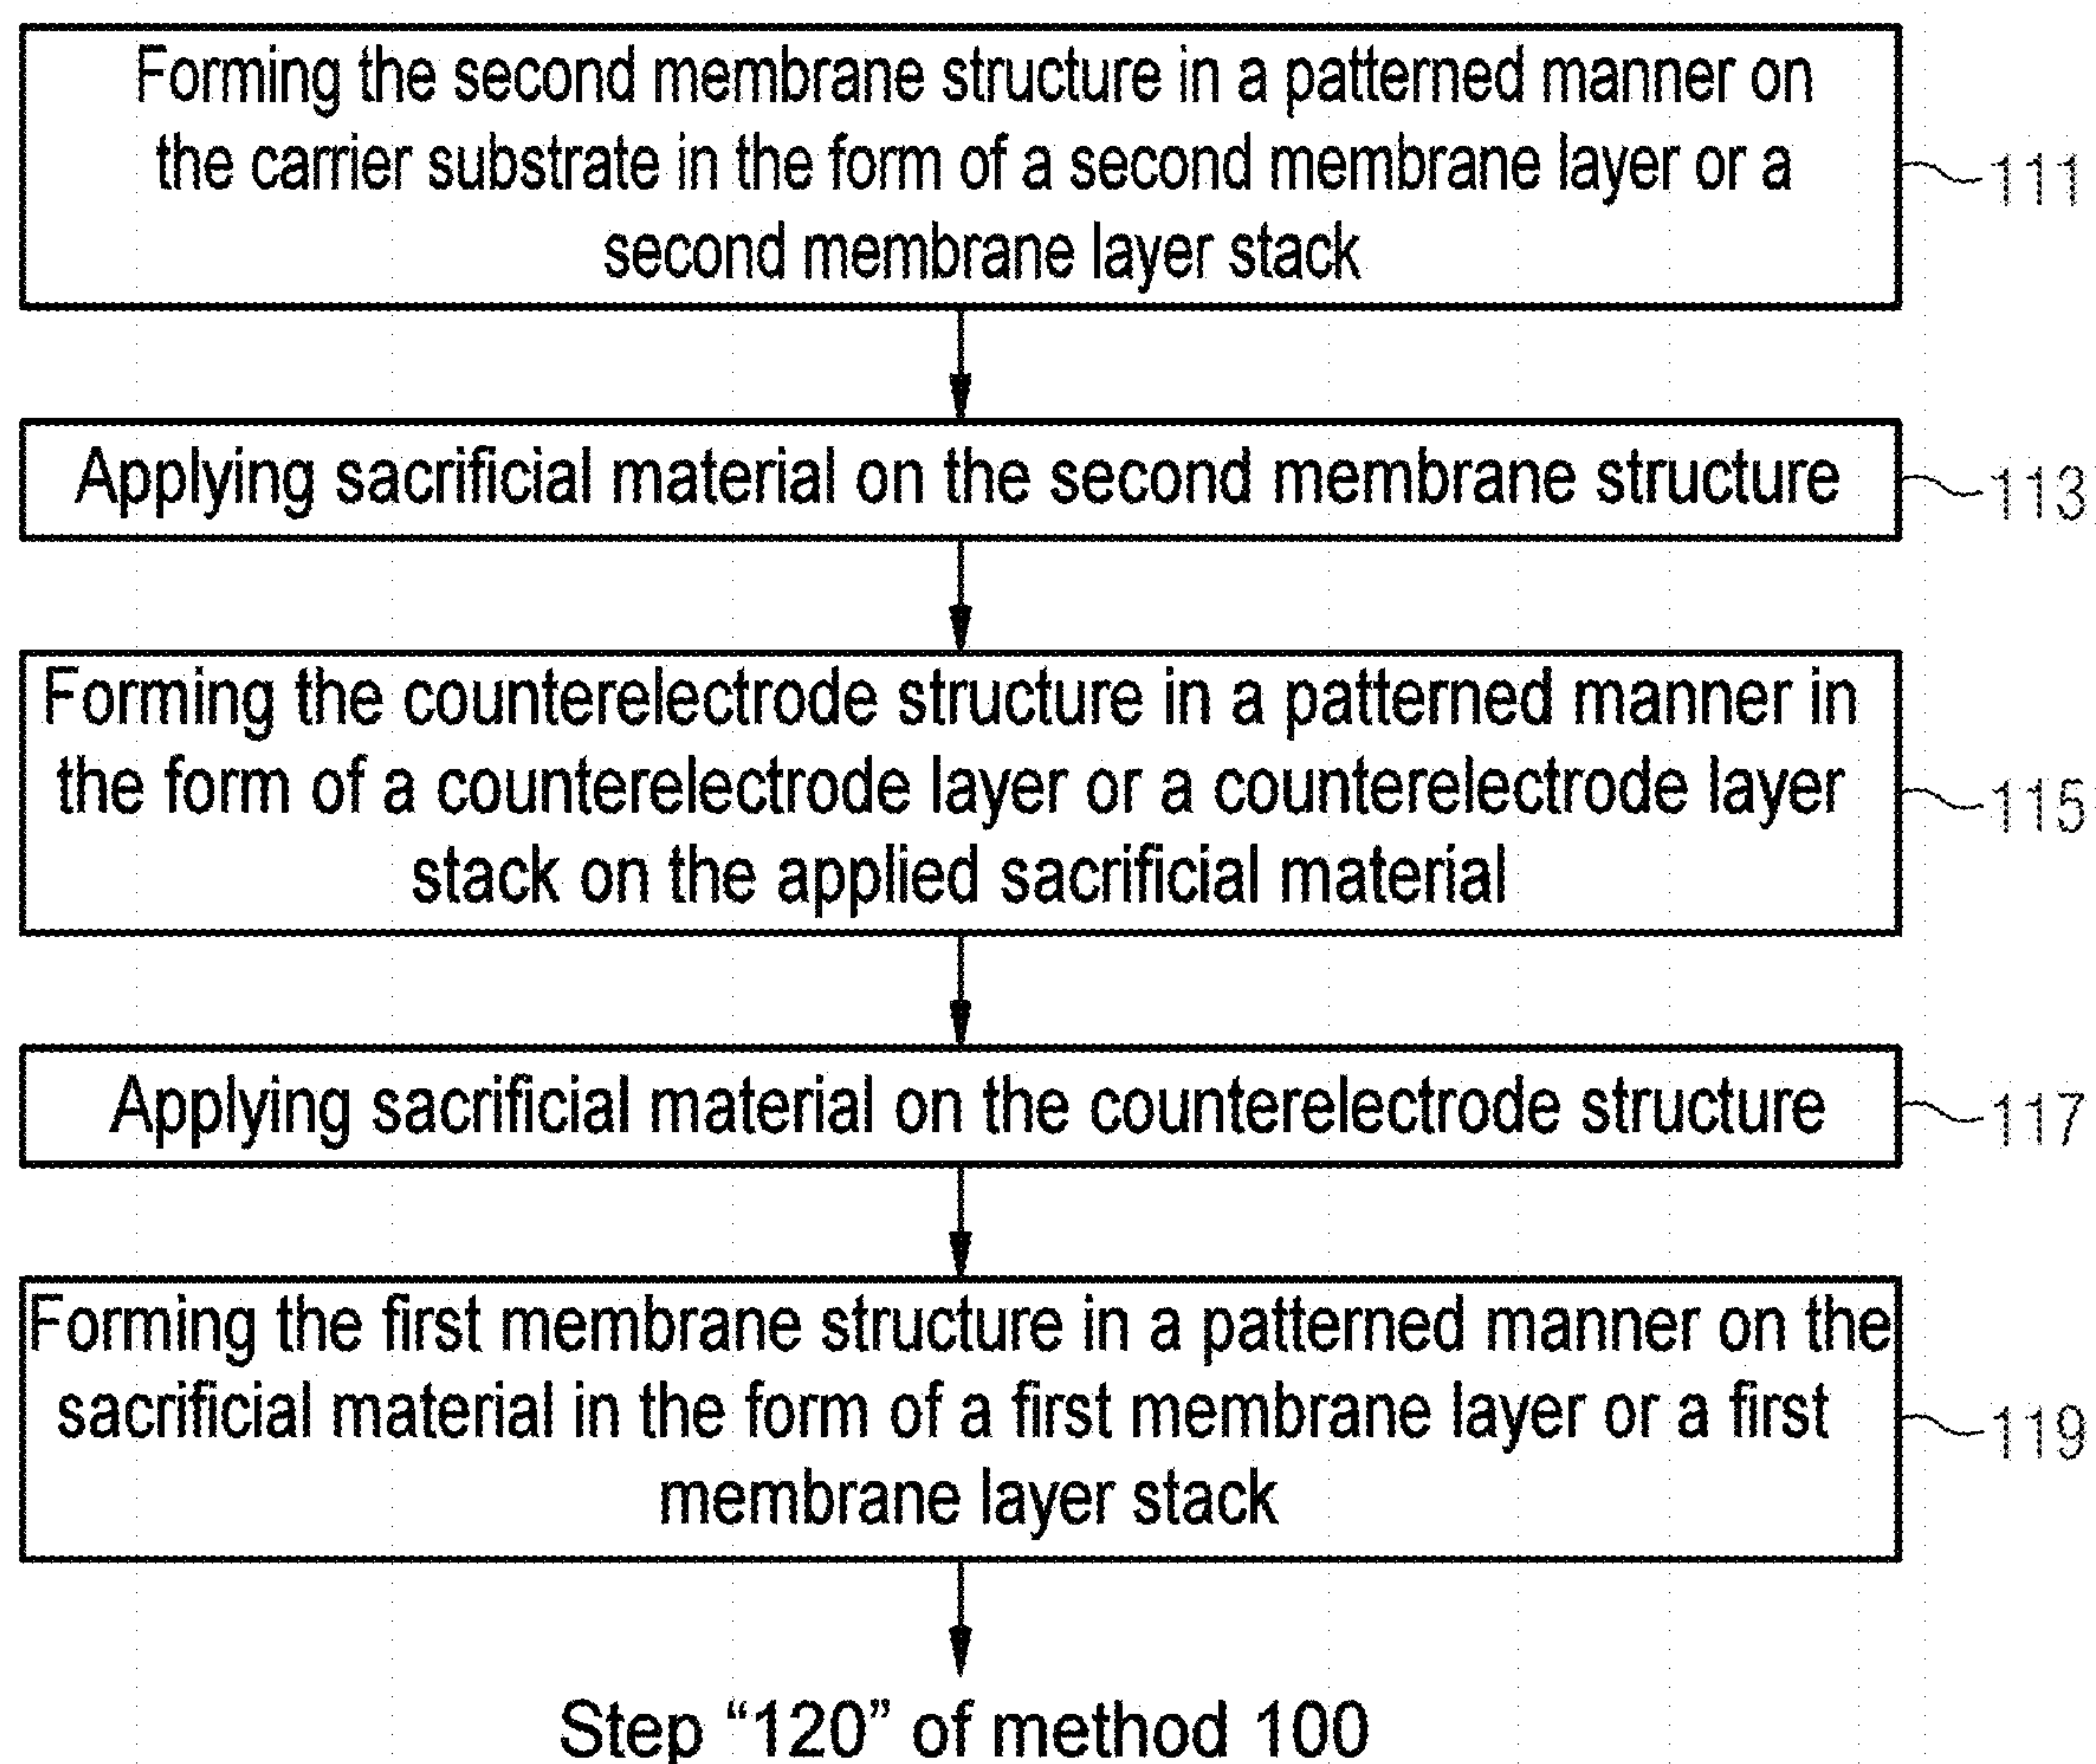 Forming the second membrane structure in a patterned manner on
the carrier substrate in the form of a second membrane layer or a
second membrane layer stack
111
Applying sacrificial material on the second membrane structure
113
Forming the counterelectrode structure in a patterned manner in
the form of a counterelectrode layer or a counterelectrode layer
stack on the applied sacrificial material
115
Applying sacrificial material on the counterelectrode structure
117
Forming the first membrane structure in a patterned manner on the
sacrificial material in the form of a first membrane layer or a first
membrane layer stack
119
Step “120” of method 100